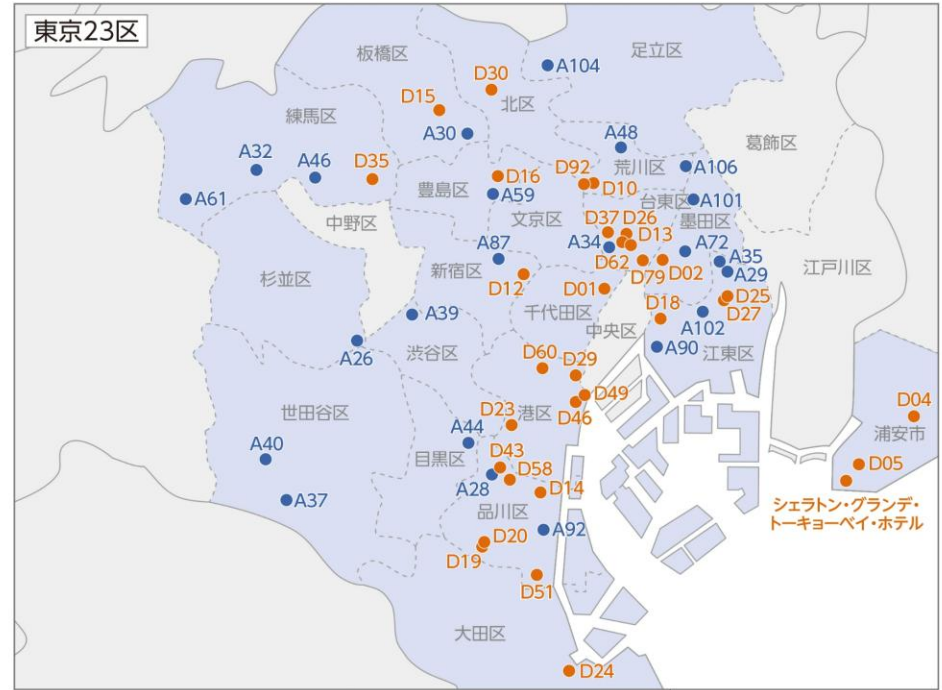 東京23区
板橋区
足立区
A104
D30
北区
D15
練馬区
A30
A48
葛飾区
A32
A46
D35
荒川区
A106
D92
D16
D10
豊島区
A59
A61
台東区
A101
中野区
文京区
墨田区
D37
D26
D13
A34
A87
A72
D62
A35
新宿区
D79
D02
A29
江戸川区
杉並区
D12
D01
D25
D27
千代田区
D18
A39
A102
中央区
A26
渋谷区
A90
江東区
D60
D29
D49
世田谷区
D23
港区
D46
D04
A44
浦安市
A40
目黒区
D43
D58
D05
A28
D14
A37
シェラトン・グランデ・
トーキョーベイ・ホテル
品川区
A92
D20
D19
D51
大田区
D24